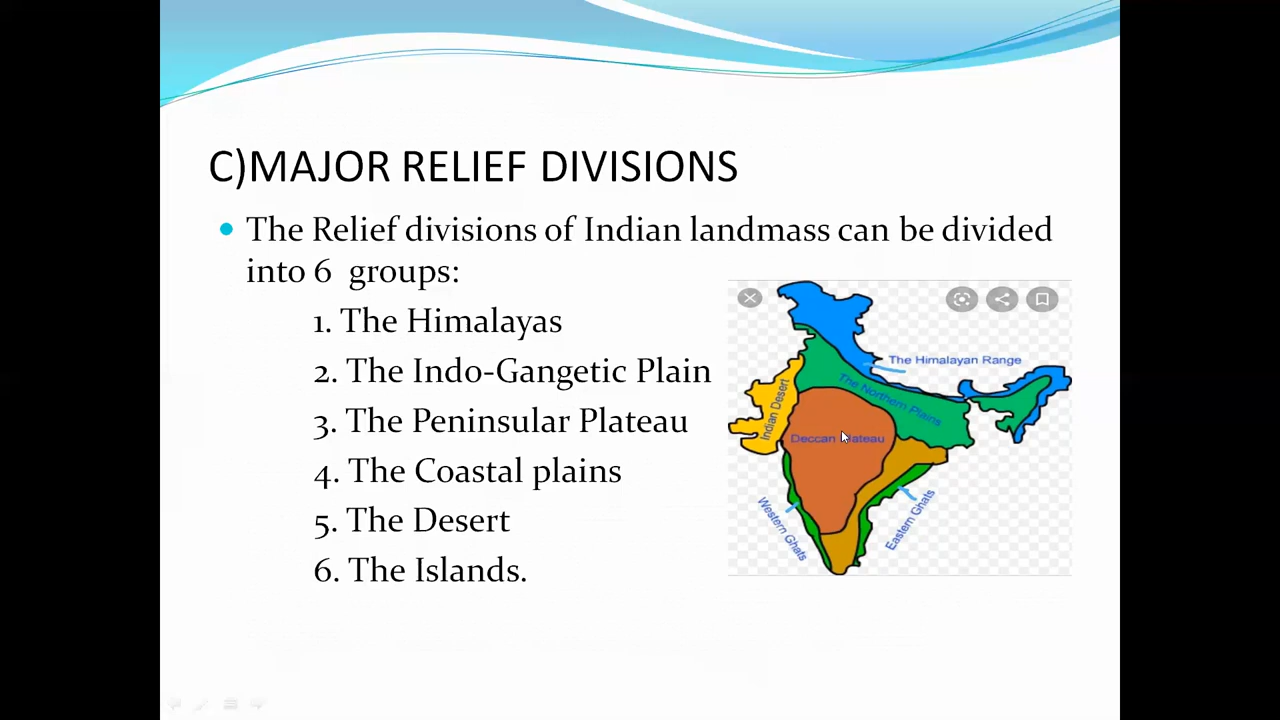 C)MAJOR RELIEF DIVISIONS
The Relief divisions of Indian landmass can be divided
into 6 groups:
1. The Himalayas
2. The Indo-Gangetic Plain
3. The Peninsular Plateau
4. The Coastal plains
5. The Desert
6. The Islands.
The Himalayan Range
The Northern Plains
Indian Desert
Deccan Plateau
Western Ghats
Eastern Ghats